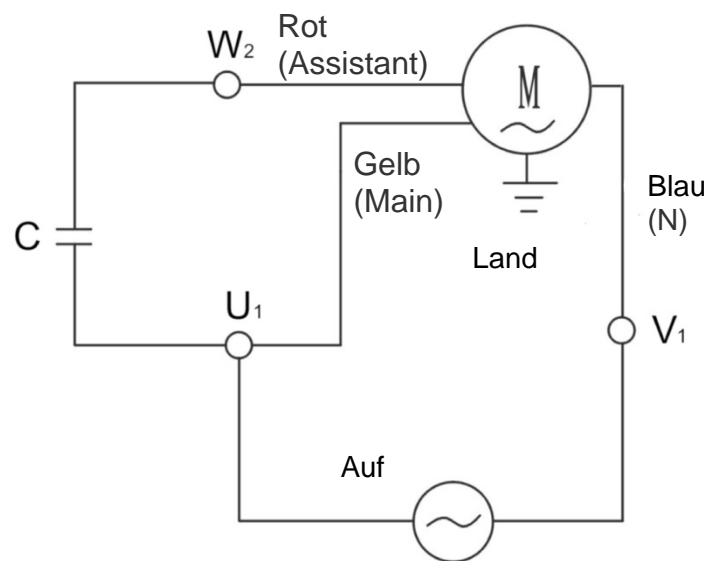 Rot
(Assistant)
W₂
M
Gelb
(Main)
Blau
(N)
C
Land
U₁
V₁
Auf